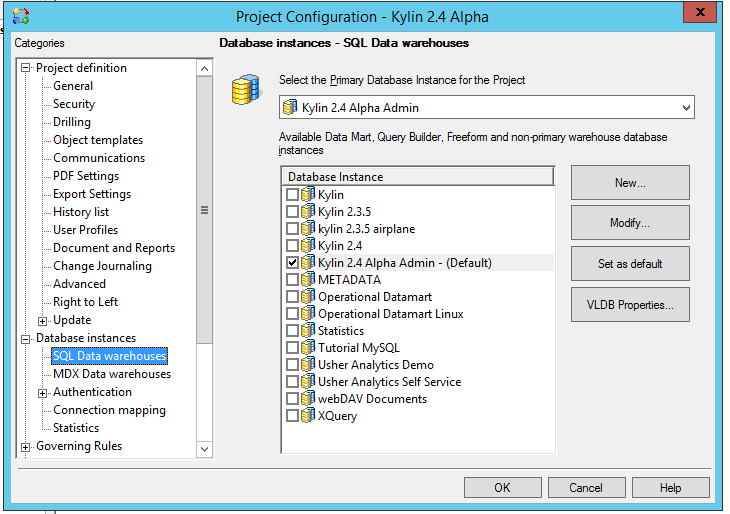 Project Configuration - Kylin 2.4 Alpha
X
Categories
Project definition
General
Security
Drilling
Object templates
Communications
PDF Settings
Export Settings
History list
User Profiles
Document and Reports
Change Journaling
Advanced
Right to Left
Update
Database instances
SQL Data warehouses
MDX Data warehouses
Authentication
Connection mapping
Statistics
Governing Rules
Database instances - SQL Data warehouses
Select the Primary Database Instance for the Project
Kylin 2.4 Alpha Admin
Available Data Mart, Query Builder, Freeform and non-primary warehouse database
instances
Database Instance
Kylin
Kylin 2.3.5
kylin 2.3.5 airplane
Kylin 2.4
Kylin 2.4 Alpha Admin - (Default)
METADATA
Operational Datamart
Operational Datamart Linux
Statistics
Tutorial MySQL
Usher Analytics Demo
Usher Analytics Self Service
webDAV Documents
XQuery
New...
Modify...
Set as default
VLDB Properties...
OK
Cancel
Help